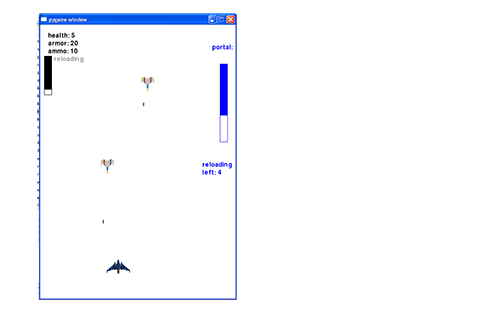 pygame window
health: 5
armor: 20
ammo: 10
reloading
portal:
reloading
left: 4